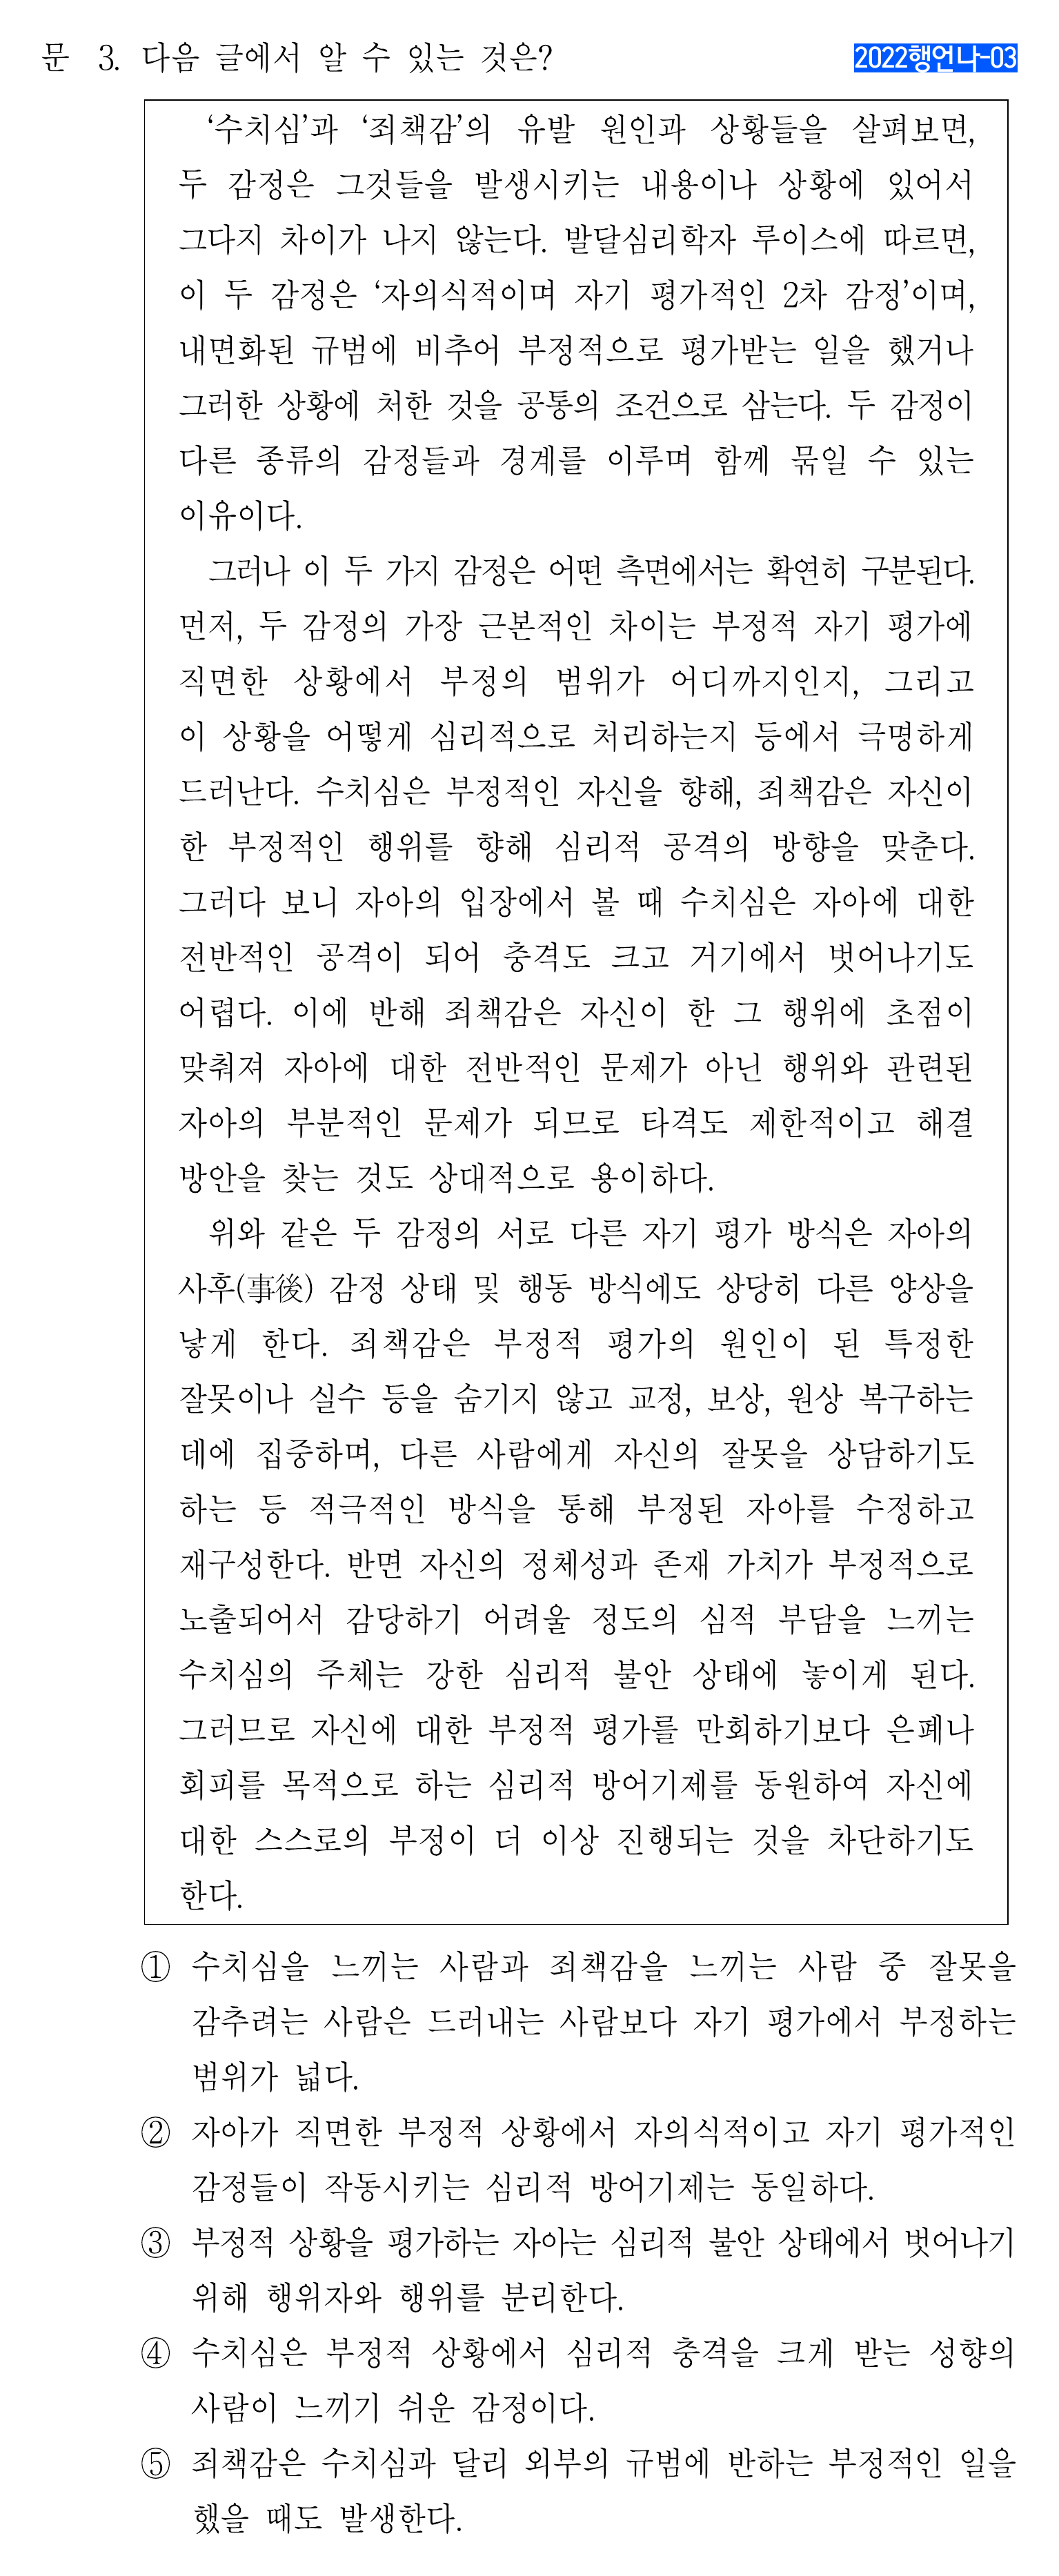 문 3. 다음 글에서 알 수 있는 것은?
2022행언나-03
‘수치심’과 ‘죄책감’의 유발 원인과 상황들을 살펴보면,
두 감정은 그것들을 발생시키는 내용이나 상황에 있어서
그다지 차이가 나지 않는다. 발달심리학자 루이스에 따르면,
이 두 감정은 ‘자의식적이며 자기 평가적인 2차 감정’이며,
내면화된 규범에 비추어 부정적으로 평가받는 일을 했거나
그러한 상황에 처한 것을 공통의 조건으로 삼는다. 두 감정이
다른 종류의 감정들과 경계를 이루며 함께 묶일 수 있는
이유이다.
그러나 이 두 가지 감정은 어떤 측면에서는 확연히 구분된다.
먼저, 두 감정의 가장 근본적인 차이는 부정적 자기 평가에
직면한 상황에서 부정의 범위가 어디까지인지, 그리고
이 상황을 어떻게 심리적으로 처리하는지 등에서 극명하게
드러난다. 수치심은 부정적인 자신을 향해, 죄책감은 자신이
한 부정적인 행위를 향해 심리적 공격의 방향을 맞춘다.
그러다 보니 자아의 입장에서 볼 때 수치심은 자아에 대한
전반적인 공격이 되어 충격도 크고 거기에서 벗어나기도
어렵다. 이에 반해 죄책감은 자신이 한 그 행위에 초점이
맞춰져 자아에 대한 전반적인 문제가 아닌 행위와 관련된
자아의 부분적인 문제가 되므로 타격도 제한적이고 해결
방안을 찾는 것도 상대적으로 용이하다.
위와 같은 두 감정의 서로 다른 자기 평가 방식은 자아의
사후(事後) 감정 상태 및 행동 방식에도 상당히 다른 양상을
낳게 한다. 죄책감은 부정적 평가의 원인이 된 특정한
잘못이나 실수 등을 숨기지 않고 교정, 보상, 원상 복구하는
데에 집중하며, 다른 사람에게 자신의 잘못을 상담하기도
하는 등 적극적인 방식을 통해 부정된 자아를 수정하고
재구성한다. 반면 자신의 정체성과 존재 가치가 부정적으로
노출되어서 감당하기 어려울 정도의 심적 부담을 느끼는
수치심의 주체는 강한 심리적 불안 상태에 놓이게 된다.
그러므로 자신에 대한 부정적 평가를 만회하기보다 은폐나
회피를 목적으로 하는 심리적 방어기제를 동원하여 자신에
대한 스스로의 부정이 더 이상 진행되는 것을 차단하기도
한다.
① 수치심을 느끼는 사람과 죄책감을 느끼는 사람 중 잘못을
감추려는 사람은 드러내는 사람보다 자기 평가에서 부정하는
범위가 넓다.
② 자아가 직면한 부정적 상황에서 자의식적이고 자기 평가적인
감정들이 작동시키는 심리적 방어기제는 동일하다.
③ 부정적 상황을 평가하는 자아는 심리적 불안 상태에서 벗어나기
위해 행위자와 행위를 분리한다.
④ 수치심은 부정적 상황에서 심리적 충격을 크게 받는 성향의
사람이 느끼기 쉬운 감정이다.
⑤ 죄책감은 수치심과 달리 외부의 규범에 반하는 부정적인 일을
했을 때도 발생한다.